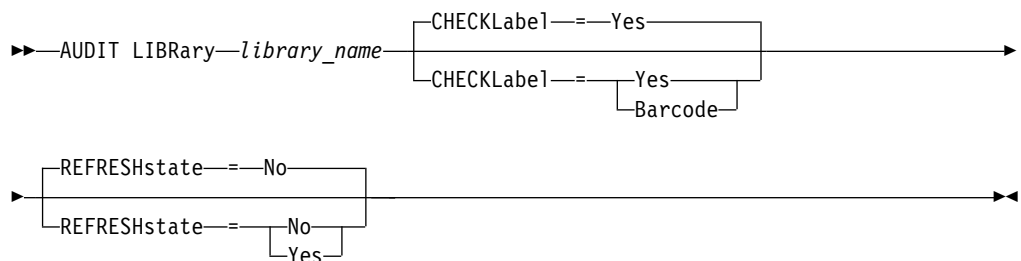 CHECKLabel = Yes
AUDIT LIBRary library_name
CHECKLabel = Yes
Barcode
REFRESHstate = No
REFRESHstate = No
Yes